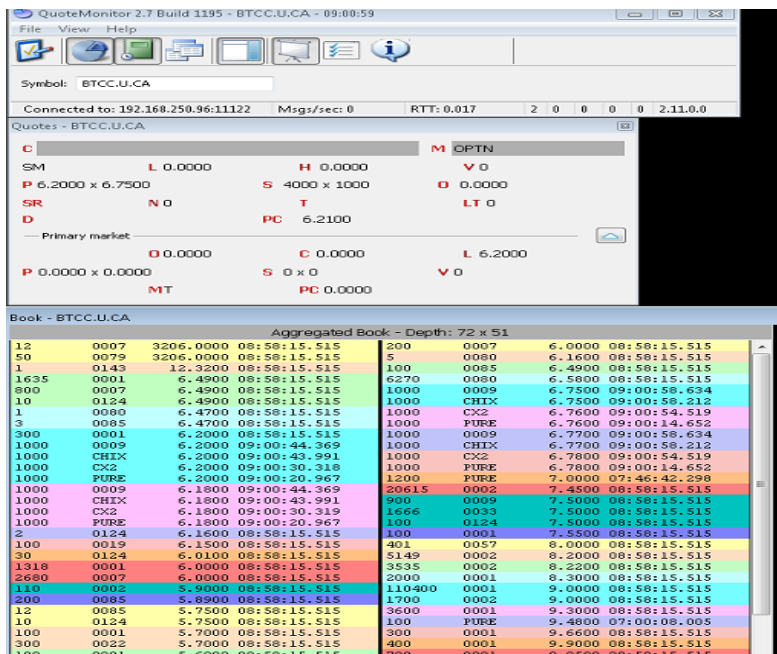 QuoteMonitor 2.7 Build 1195 - BTCC.U.CA - 09:00:59
File View Help
Symbol: BTCC.U.CA
Connected to: 192.168.250.96:11122 Msgs/sec: 0 RTT: 0.017 2 0 0 0 0 2.11.0.0
Quotes - BTCC.U.CA
C M OPTN
SM L 0.0000 H 0.0000 V 0
P 6.2000 x 6.7500 S 4000 x 1000 O 0.0000
SR N 0 T LT 0
D PC 6.2100
Primary market
O 0.0000 C 0.0000 L 6.2000
P 0.0000 x 0.0000 S 0 x 0 V 0
MT PC 0.0000
Book - BTCC.U.CA
Aggregated Book - Depth: 72 x 51
12 0007 3206.0000 08:58:15.515 200 0007 6.0000 08:58:15.515
50 0079 3206.0000 08:58:15.515 5 0080 6.1600 08:58:15.515
1 0143 12.3200 08:58:15.515 100 0085 6.4900 08:58:15.515
1635 0001 6.4900 08:58:15.515 6270 0080 6.5800 08:58:15.515
800 0007 6.4900 08:58:15.515 1000 0009 6.7500 09:00:58.634
10 0124 6.4900 08:58:15.515 1000 CHIX 6.7500 09:00:58.212
1 0080 6.4700 08:58:15.515 1000 CX2 6.7600 09:00:54.519
3 0085 6.4700 08:58:15.515 1000 PURE 6.7600 09:00:14.652
300 0001 6.2000 08:58:15.515 1000 0009 6.7700 09:00:58.634
1000 0009 6.2000 09:00:44.369 1000 CHIX 6.7700 09:00:58.212
1000 CHIX 6.2000 09:00:43.991 1000 CX2 6.7800 09:00:54.519
1000 CX2 6.2000 09:00:30.318 1000 PURE 6.7800 09:00:14.652
1000 PURE 6.2000 09:00:20.967 1200 PURE 7.0000 07:46:42.298
1000 0009 6.1800 09:00:44.369 20615 0002 7.4500 08:58:15.515
1000 CHIX 6.1800 09:00:43.991 900 0009 7.5000 08:58:15.515
1000 CX2 6.1800 09:00:30.319 1666 0033 7.5000 08:58:15.515
1000 PURE 6.1800 09:00:20.967 100 0124 7.5000 08:58:15.515
2 0124 6.1600 08:58:15.515 100 0001 7.5500 08:58:15.515
100 0019 6.1500 08:58:15.515 401 0057 8.0000 08:58:15.515
30 0124 6.0100 08:58:15.515 5149 0002 8.2000 08:58:15.515
1318 0001 6.0000 08:58:15.515 3535 0002 8.2200 08:58:15.515
2680 0007 6.0000 08:58:15.515 2000 0001 8.3000 08:58:15.515
110 0002 5.9000 08:58:15.515 110400 0001 9.0000 08:58:15.515
200 0085 5.8900 08:58:15.515 1700 0002 9.0000 08:58:15.515
12 0085 5.7500 08:58:15.515 3600 0001 9.3000 08:58:15.515
10 0124 5.7500 08:58:15.515 100 PURE 9.4800 07:00:08.005
100 0001 5.7000 08:58:15.515 300 0001 9.6600 08:58:15.515
300 0022 5.7000 08:58:15.515 400 0001 9.9000 08:58:15.515